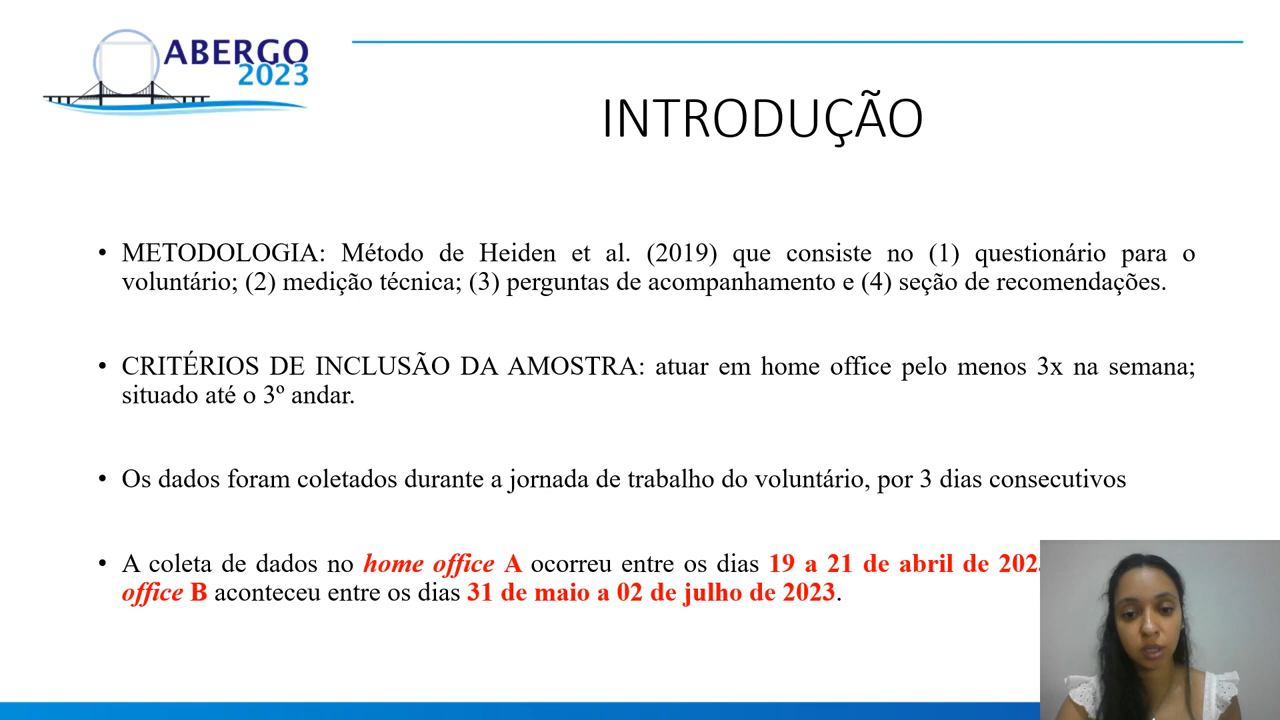 ABERGO
2023
INTRODUÇÃO
• METODOLOGIA: Método de Heiden et al. (2019) que consiste no (1) questionário para o
voluntário; (2) medição técnica; (3) perguntas de acompanhamento e (4) seção de recomendações.
• CRITÉRIOS DE INCLUSÃO DA AMOSTRA: atuar em home office pelo menos 3x na semana;
situado até o 3º andar.
• Os dados foram coletados durante a jornada de trabalho do voluntário, por 3 dias consecutivos
• A coleta de dados no home office A ocorreu entre os dias 19 a 21 de abril de
office B aconteceu entre os dias 31 de maio a 02 de julho de 2023.